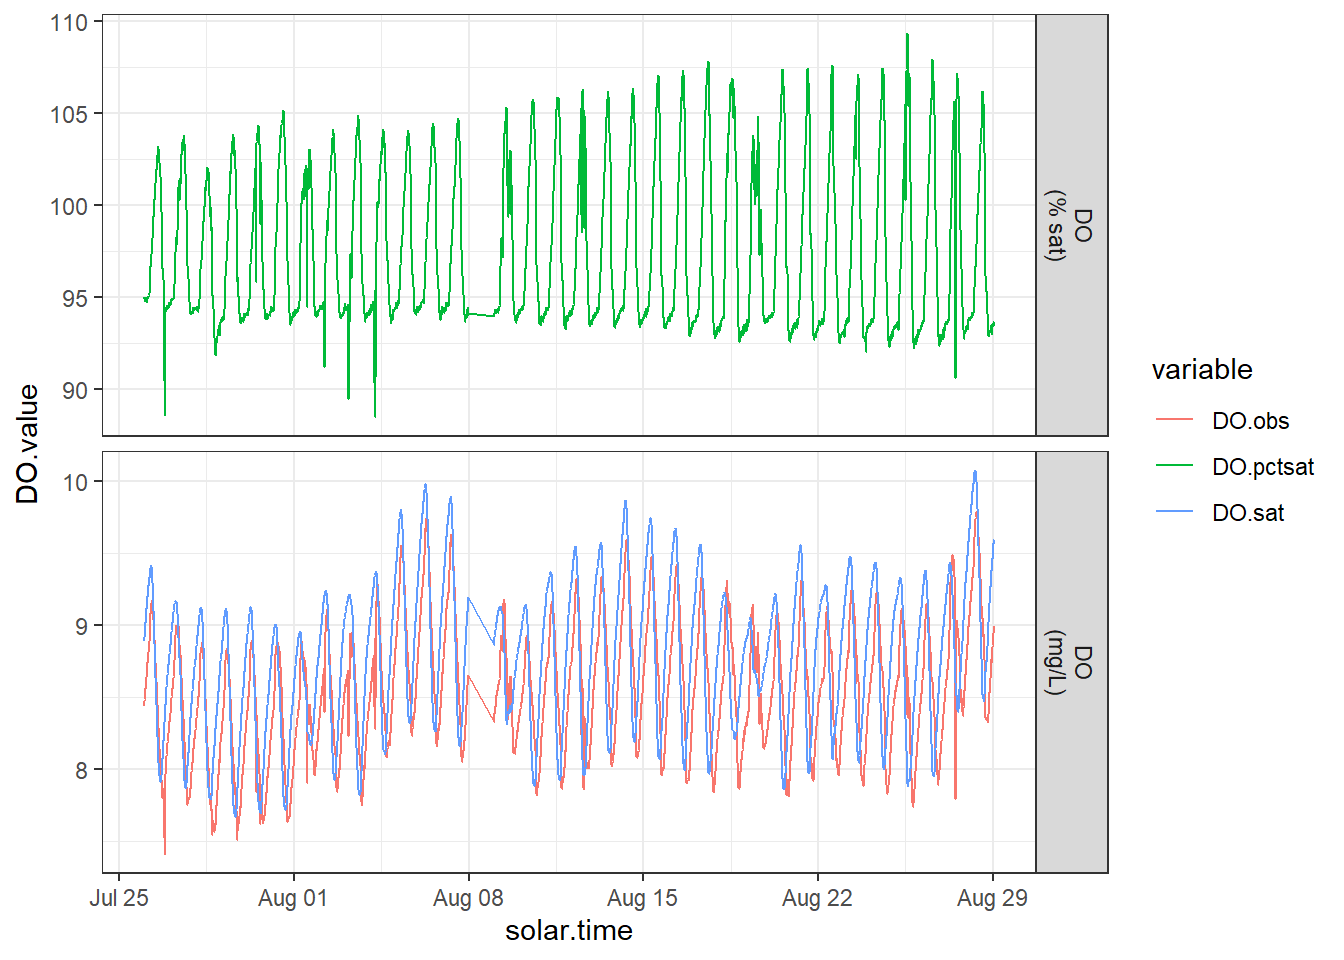 110
105
100
95
90
DO
(% sat)
DO.value
10
9
8
DO
(mg/L)
Jul 25
Aug 01
Aug 08
Aug 15
Aug 22
Aug 29
solar.time
variable
DO.obs
DO.pctsat
DO.sat